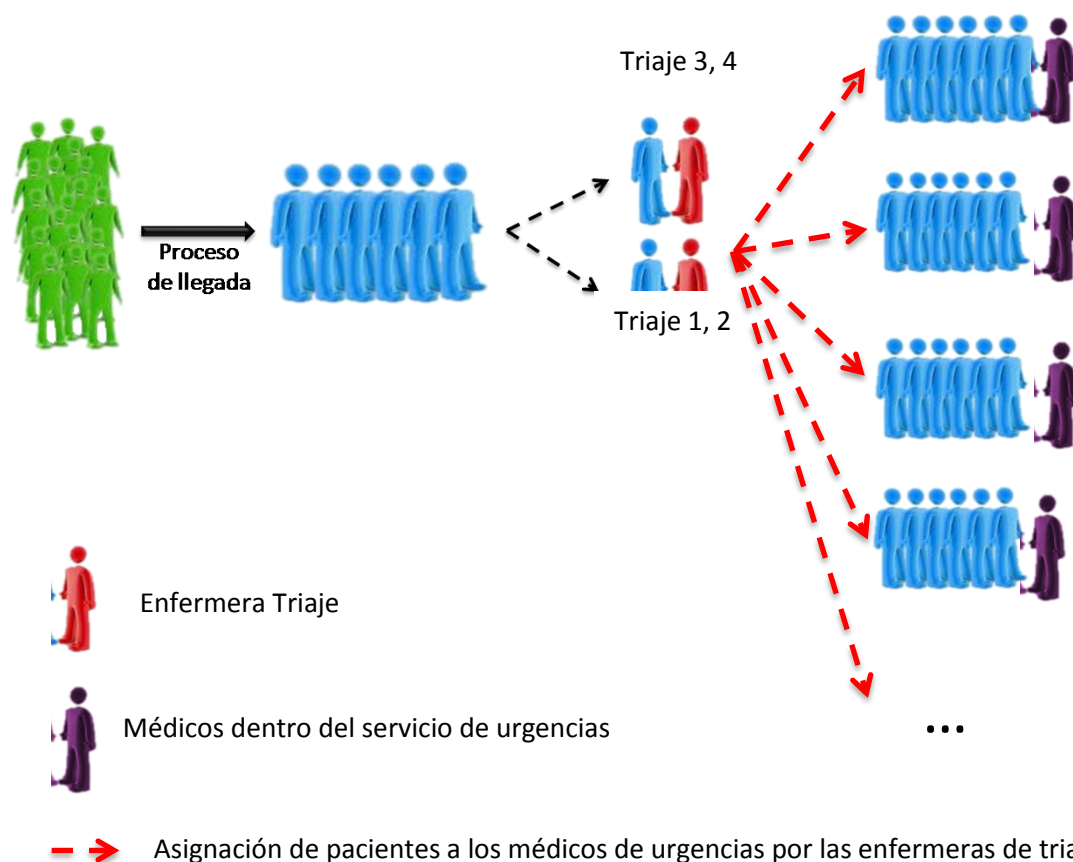 Triaje 3, 4
Proceso
de llegada
Triaje 1, 2
Enfermera Triaje
Médicos dentro del servicio de urgencias
...
Asignación de pacientes a los médicos de urgencias por las enfermeras de tria